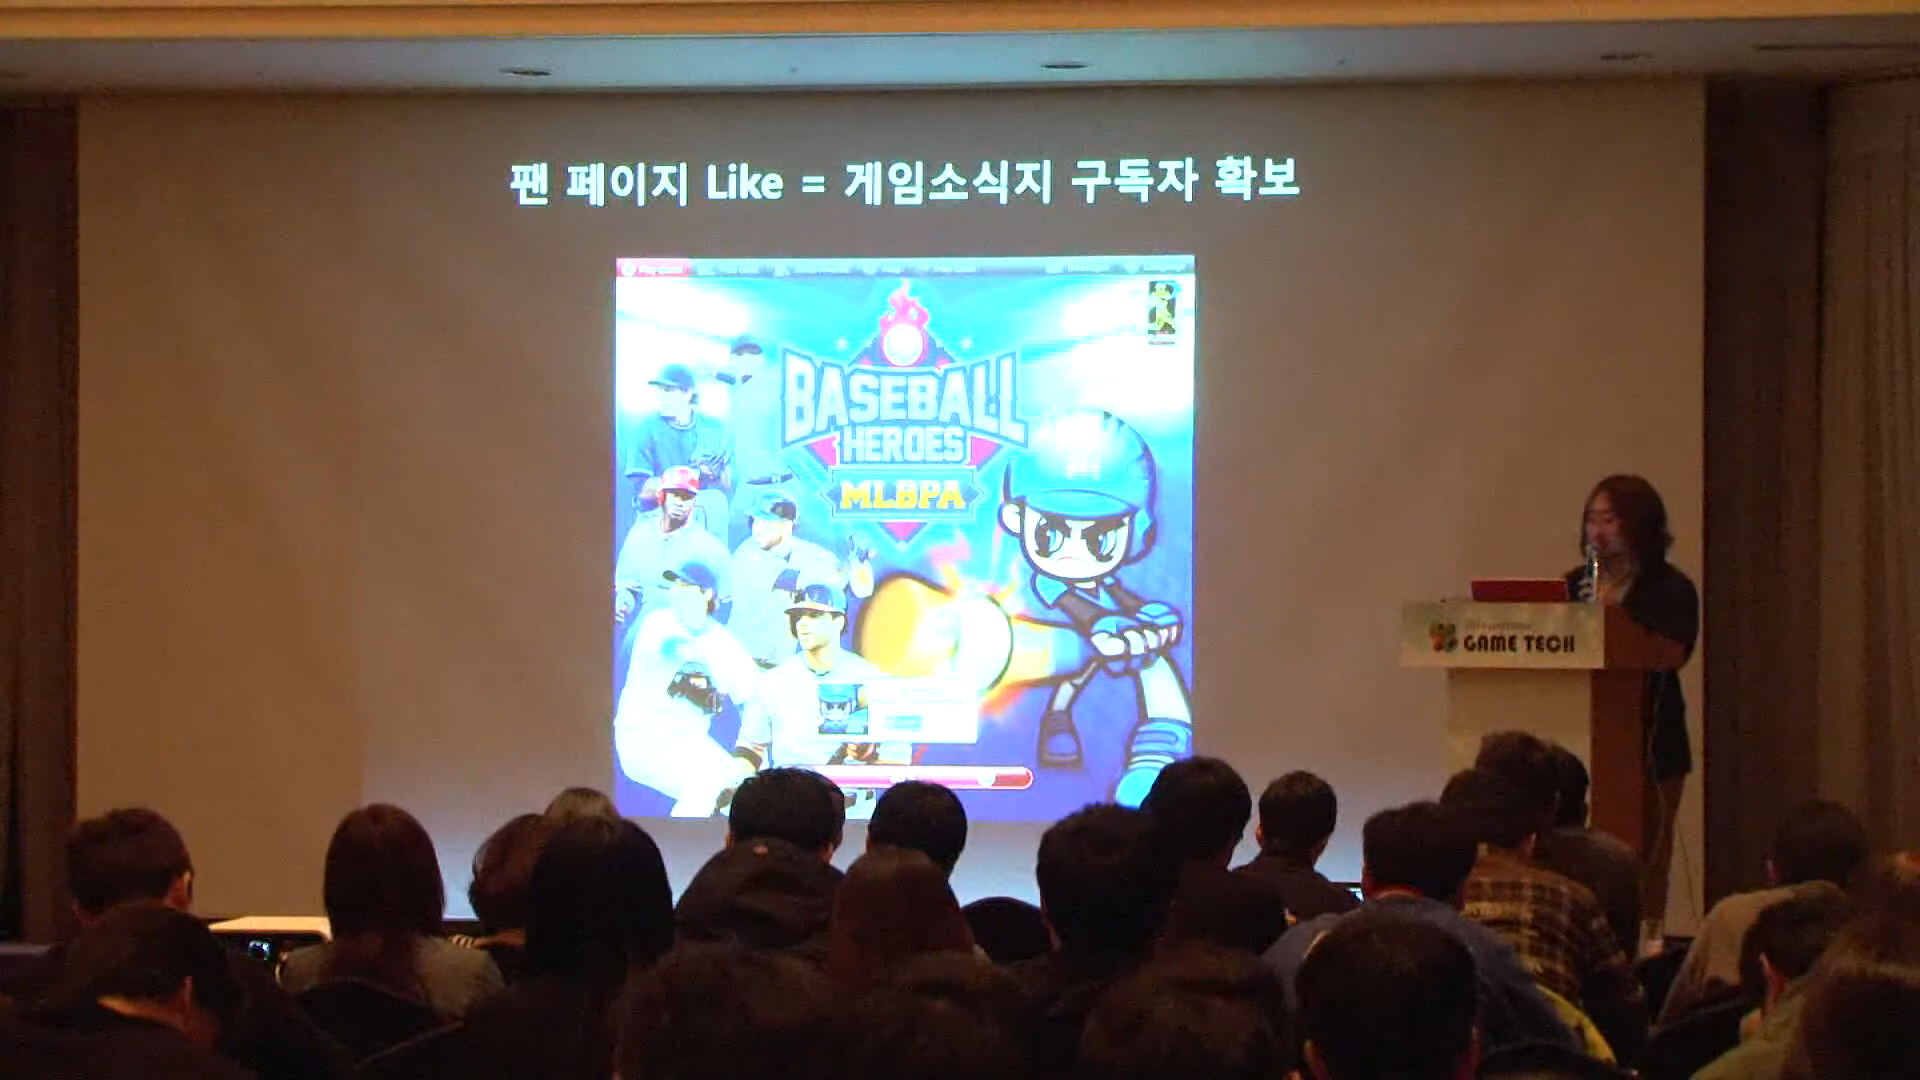 팬 페이지 Like = 게임소식지 구독자 확보
BASEBALL
HEROES
MLBPA
GAME TECH